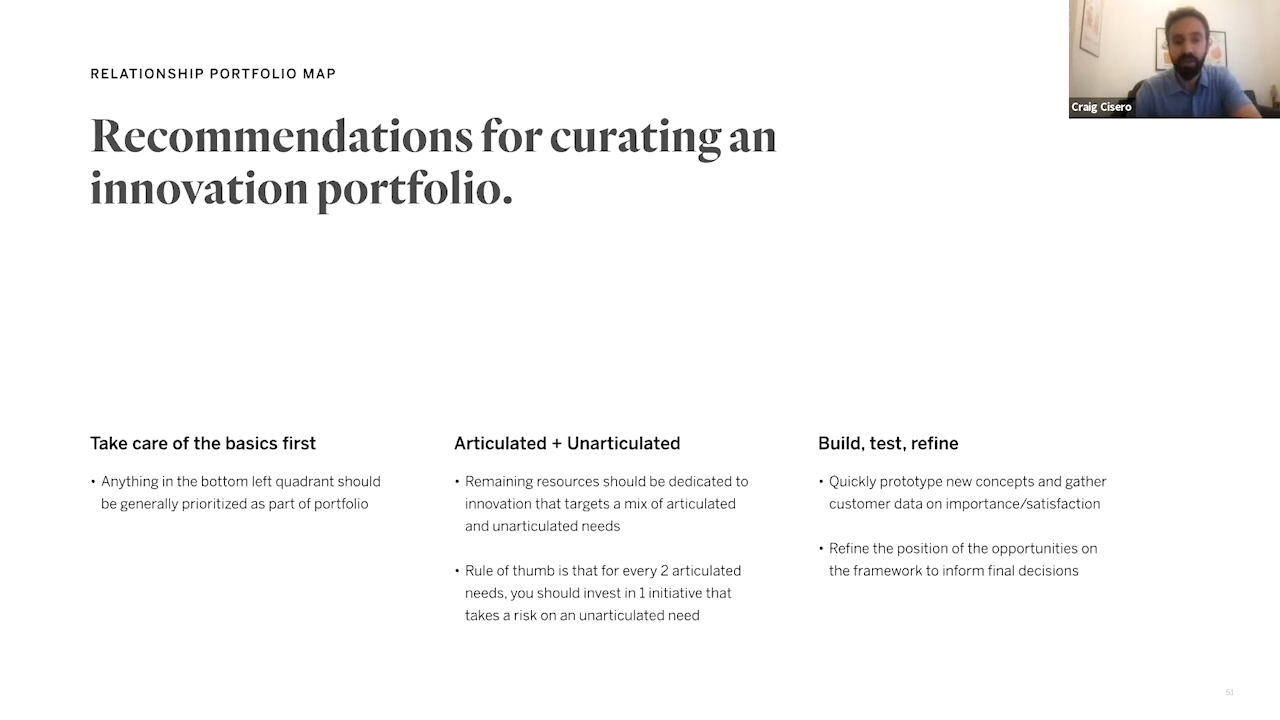 RELATIONSHIP PORTFOLIO MAP
Recommendations for curating an
innovation portfolio.
Craig Cisero
Take care of the basics first
• Anything in the bottom left quadrant should
be generally prioritized as part of portfolio
Articulated + Unarticulated
• Remaining resources should be dedicated to
innovation that targets a mix of articulated
and unarticulated needs
• Rule of thumb is that for every 2 articulated
needs, you should invest in 1 initiative that
takes a risk on an unarticulated need
Build, test, refine
• Quickly prototype new concepts and gather
customer data on importance/satisfaction
• Refine the position of the opportunities on
the framework to inform final decisions
51